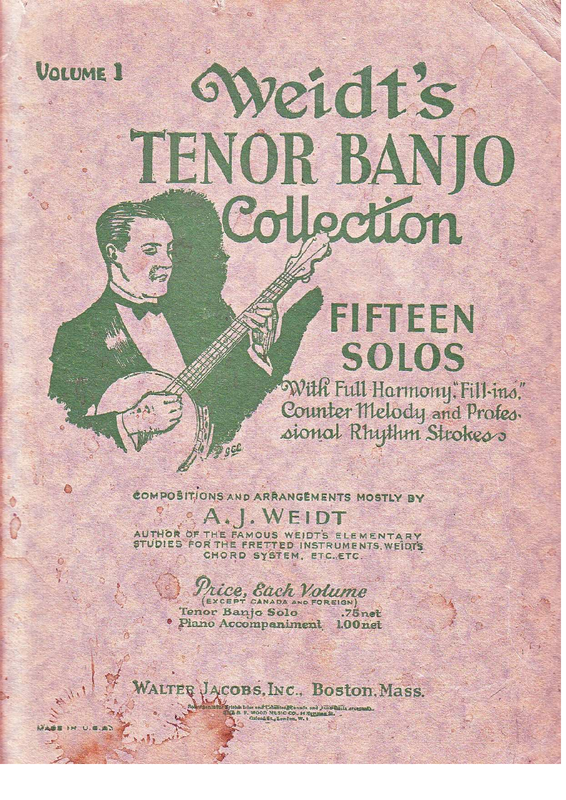 VOLUME 1
Weidt's
TENOR BANJO
Collection
FIFTEEN
SOLOS
With Full Harmony, "Fill-ins,"
Counter Melody and Profes-
sional Rhythm Strokes
COMPOSITIONS AND ARRANGEMENTS MOSTLY BY
A. J. WEIDT
AUTHOR OF THE FAMOUS WEIDT'S ELEMENTARY
STUDIES FOR THE FRETTED INSTRUMENTS, WEIDT'S
CHORD SYSTEM, ETC., ETC.
Price, Each Volume
(EXCEPT CANADA AND FOREIGN)
Tenor Banjo Solo .75 net
Piano Accompaniment 1.00 net
WALTER JACOBS, INC., BOSTON, MASS.
MADE IN U.S.A.